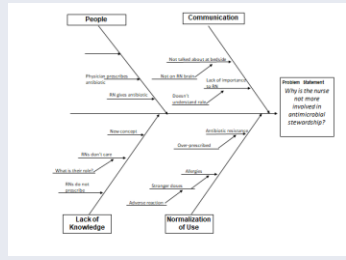 People
Communication
Not talked about at bedside
Physician prescribes
antibiotic
Not on RN brains
Lack of importance
to RN
RN gives antibiotic
Doesn't
understand role
Problem Statement
Why is the nurse
not more
involved in
antimicrobial
stewardship?
New concept
Antibiotic resistance
Over-prescribed
RNs don't care
What is their role?
Allergies
Stronger doses
RNs do not
prescribe
Adverse reaction
Lack of
Knowledge
Normalization
of Use